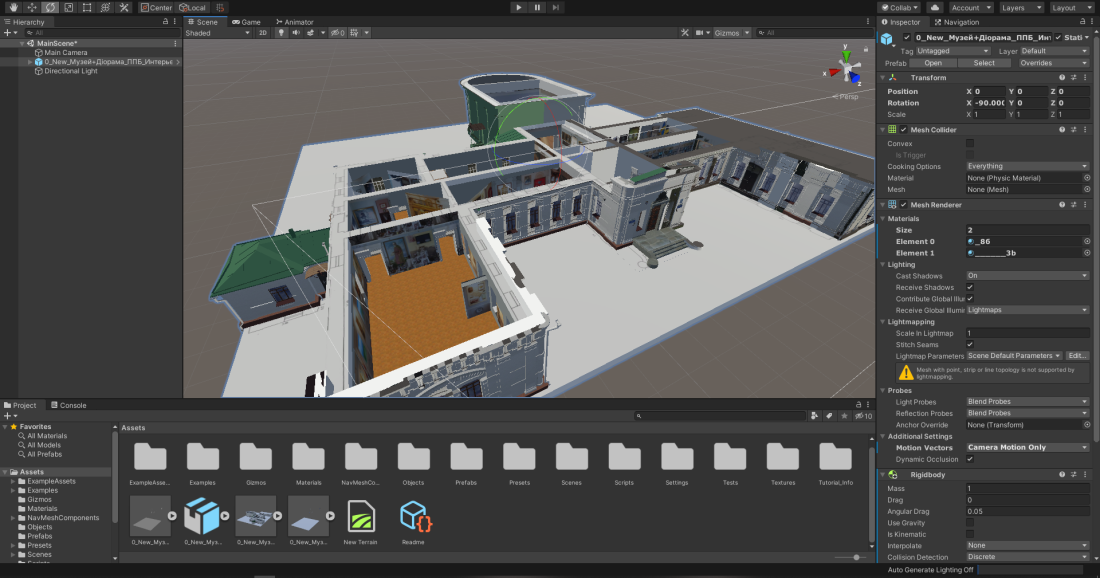 Center Local Collab Account Layers Layout
Hierarchy Scene Game Animator Inspector Navigation
All Shaded 2D 0 Gizmos All 0_New_Музей+Діорама_ППБ_Инте Stati
MainScene* Tag Untagged Layer Default
Main Camera Prefab Open Select Overrides
0_New_Музей+Діорама_ППБ_Интерье
Directional Light
y
x
z
Persp
Transform
Position X 0 Y 0 Z 0
Rotation X -90.000 Y 0 Z 0
Scale X 1 Y 1 Z 1
Mesh Collider
Convex
Is Trigger
Cooking Options Everything
Material None (Physic Material)
Mesh None (Mesh)
Mesh Renderer
Materials
Size 2
Element 0 _86
Element 1 ________3b
Lighting
Cast Shadows On
Receive Shadows
Contribute Global Illu
Receive Global Illumin Lightmaps
Lightmapping
Scale In Lightmap 1
Stitch Seams
Lightmap Parameters Scene Default Parameters Edit...
Mesh with point, strip or line topology is not supported by
lightmapping.
Probes
Light Probes Blend Probes
Reflection Probes Blend Probes
Anchor Override None (Transform)
Additional Settings
Motion Vectors Camera Motion Only
Dynamic Occlusion
Rigidbody
Mass 1
Drag 0
Angular Drag 0.05
Use Gravity
Is Kinematic
Interpolate None
Collision Detection Discrete
Auto Generate Lighting Off
Project Console
10
Favorites
All Materials
All Models
All Prefabs
Assets
ExampleAssets
Examples
Gizmos
Materials
NavMeshComponents
Objects
Prefabs
Presets
Scenes
Scripts
Assets
ExampleAsse... Examples Gizmos Materials NavMeshCo... Objects Prefabs Presets Scenes Scripts Settings Tests Textures Tutorial_Info
0_New_Mys... 0_New_Mys... 0_New_Mys... 0_New_Mys... New Terrain Readme